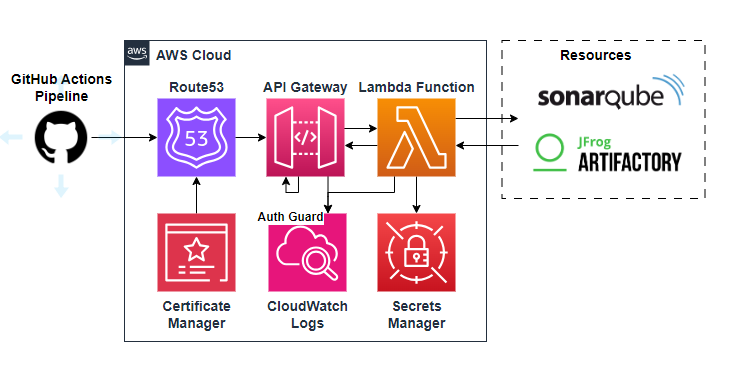 GitHub Actions
Pipeline
aws
AWS Cloud
Route53
API Gateway
Lambda Function
53
</>
Auth Guard
Certificate
Manager
CloudWatch
Logs
Secrets
Manager
Resources
sonarqube
JFrog
ARTIFACTORY